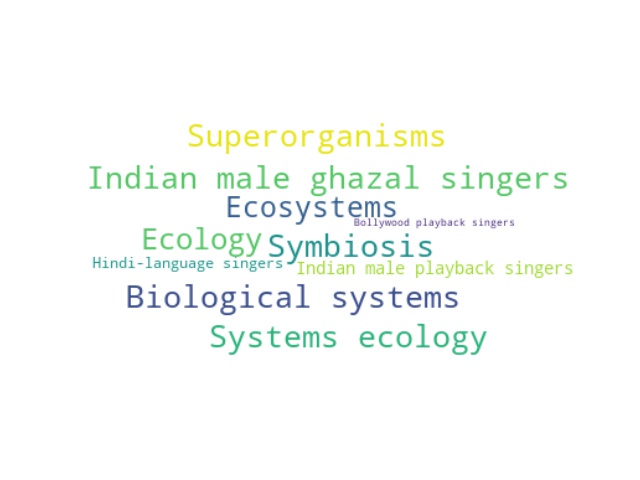 Superorganisms
Indian male ghazal singers
Ecosystems
Bollywood playback singers
Ecology
Symbiosis
Hindi-language singers
Indian male playback singers
Biological systems
Systems ecology